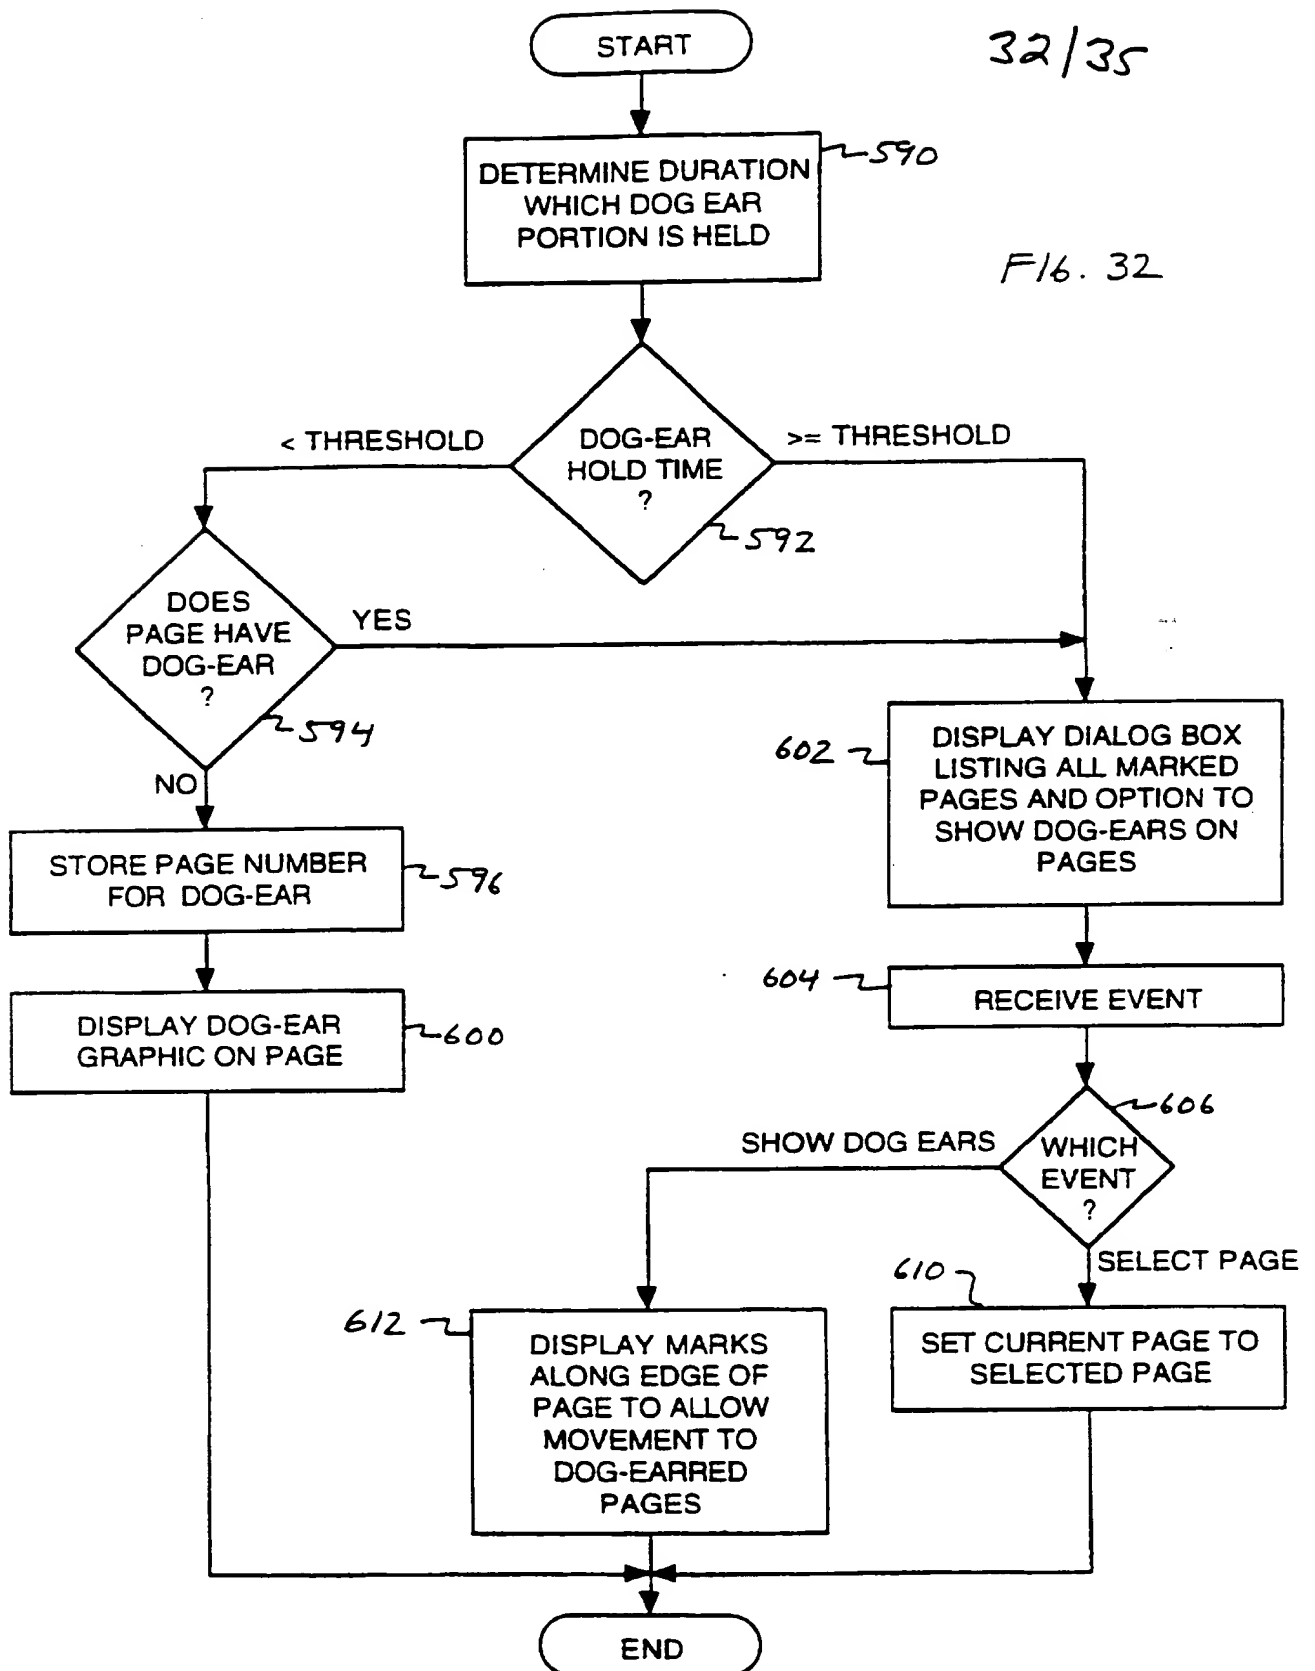 START
32/35
DETERMINE DURATION
WHICH DOG EAR
PORTION IS HELD
590
FIG. 32
< THRESHOLD
DOG-EAR
HOLD TIME
?
>= THRESHOLD
592
DOES
PAGE HAVE
DOG-EAR
?
YES
594
NO
602
DISPLAY DIALOG BOX
LISTING ALL MARKED
PAGES AND OPTION TO
SHOW DOG-EARS ON
PAGES
STORE PAGE NUMBER
FOR DOG-EAR
596
604
RECEIVE EVENT
DISPLAY DOG-EAR
GRAPHIC ON PAGE
600
606
SHOW DOG EARS
WHICH
EVENT
?
SELECT PAGE
610
612
DISPLAY MARKS
ALONG EDGE OF
PAGE TO ALLOW
MOVEMENT TO
DOG-EARRED
PAGES
SET CURRENT PAGE TO
SELECTED PAGE
END